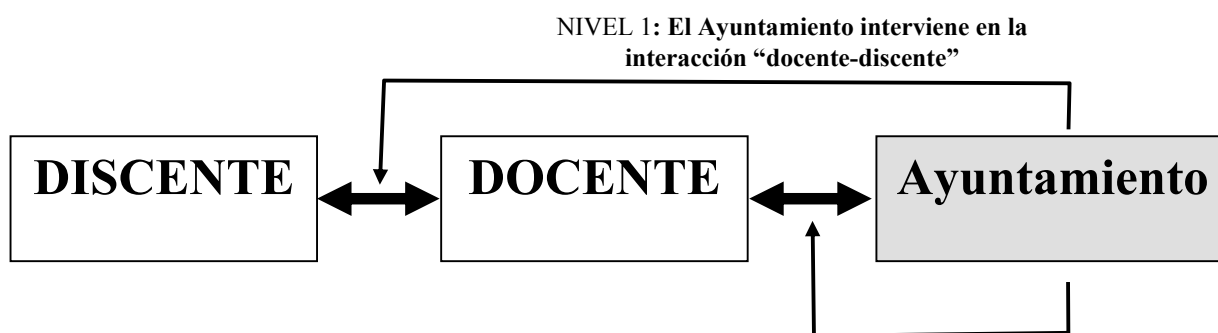 NIVEL 1: El Ayuntamiento interviene en la
interacción “docente-discente”
DISCENTE
DOCENTE
Ayuntamiento